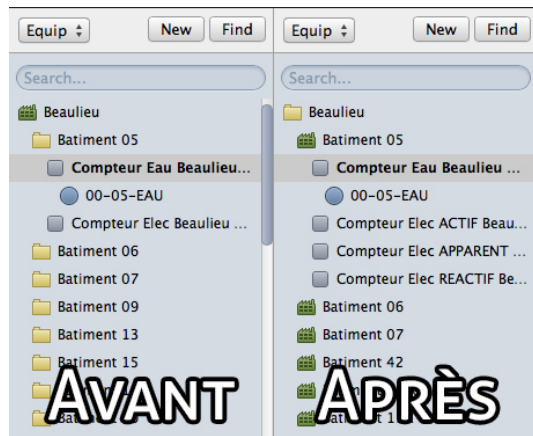 Equip
New
Find
Search...
Beaulieu
Batiment 05
Compteur Eau Beaulieu...
00-05-EAU
Compteur Elec Beaulieu ...
Batiment 06
Batiment 07
Batiment 09
Batiment 13
Batiment 15
AVANT
Equip
New
Find
Search...
Beaulieu
Batiment 05
Compteur Eau Beaulieu ...
00-05-EAU
Compteur Elec ACTIF Beau...
Compteur Elec APPARENT ...
Compteur Elec REACTIF Be...
Batiment 06
Batiment 07
Batiment 42
APRÈS